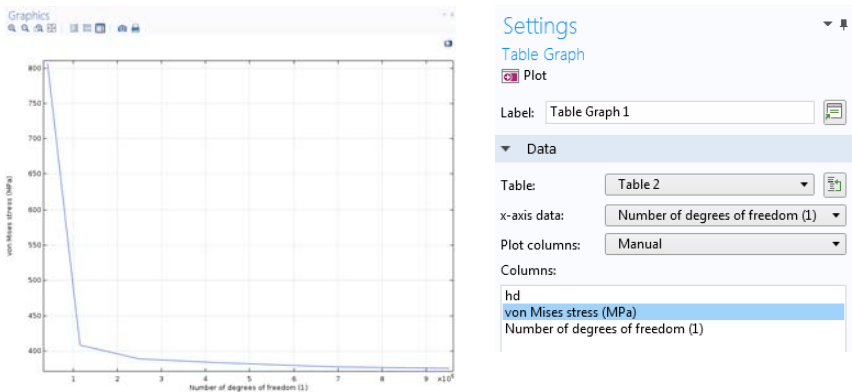 Graphics
800
750
700
650
600
550
500
450
400
von Mises stress (MPa)
1 2 3 4 5 6 7 8 9
Number of degrees of freedom (1)
Settings
Table Graph
Plot
Label: Table Graph 1
Data
Table: Table 2
x-axis data: Number of degrees of freedom (1)
Plot columns: Manual
Columns:
hd
von Mises stress (MPa)
Number of degrees of freedom (1)